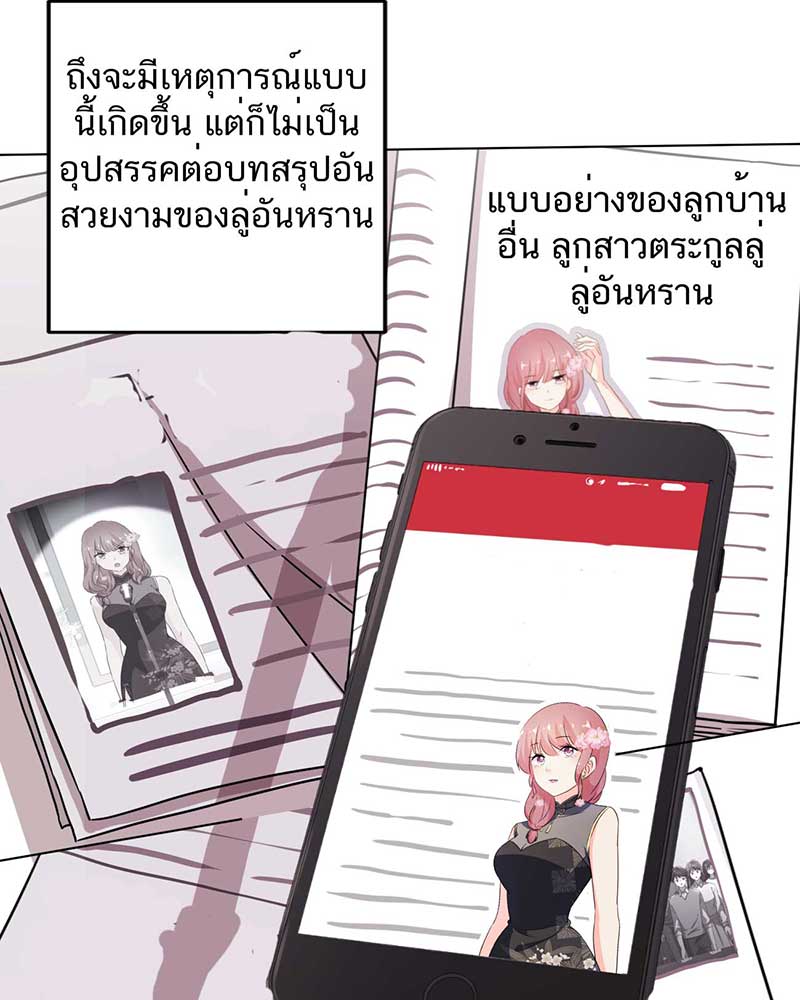 ถึงจะมีเหตุการณ์แบบ
นี้เกิดขึ้น แต่ก็ไม่เป็น
อุปสรรคต่อบทสรุปอัน
สวยงามของลู่อันหราน
แบบอย่างของลูกบ้าน
อื่น ลูกสาวตระกูลลู่
ลู่อันหราน